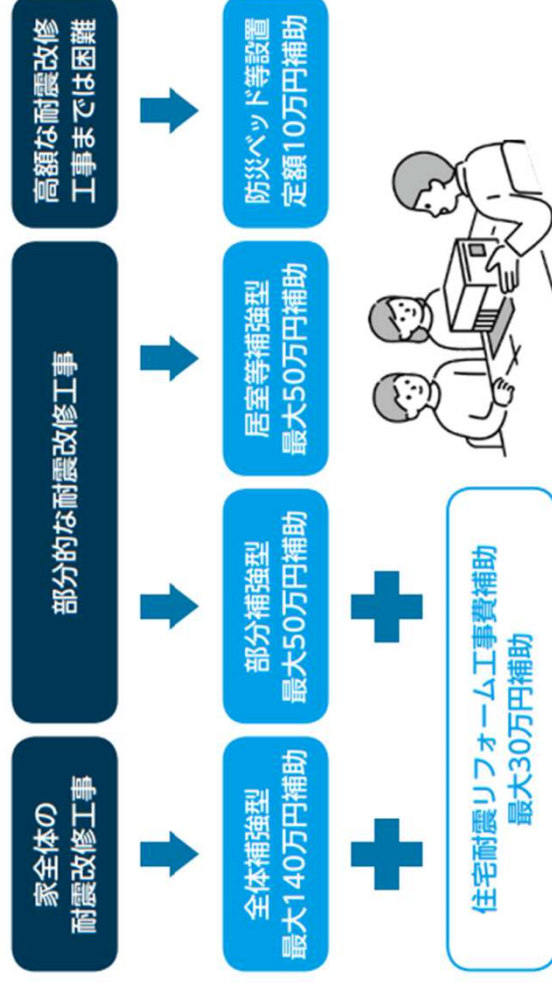 家全体の
耐震改修工事
部分的な耐震改修工事
高額な耐震改修
工事までは困難
全体補強型
最大140万円補助
部分補強型
最大50万円補助
居室等補強型
最大50万円補助
防災ベッド等設置
定額10万円補助
住宅耐震リフォーム工事費補助
最大30万円補助